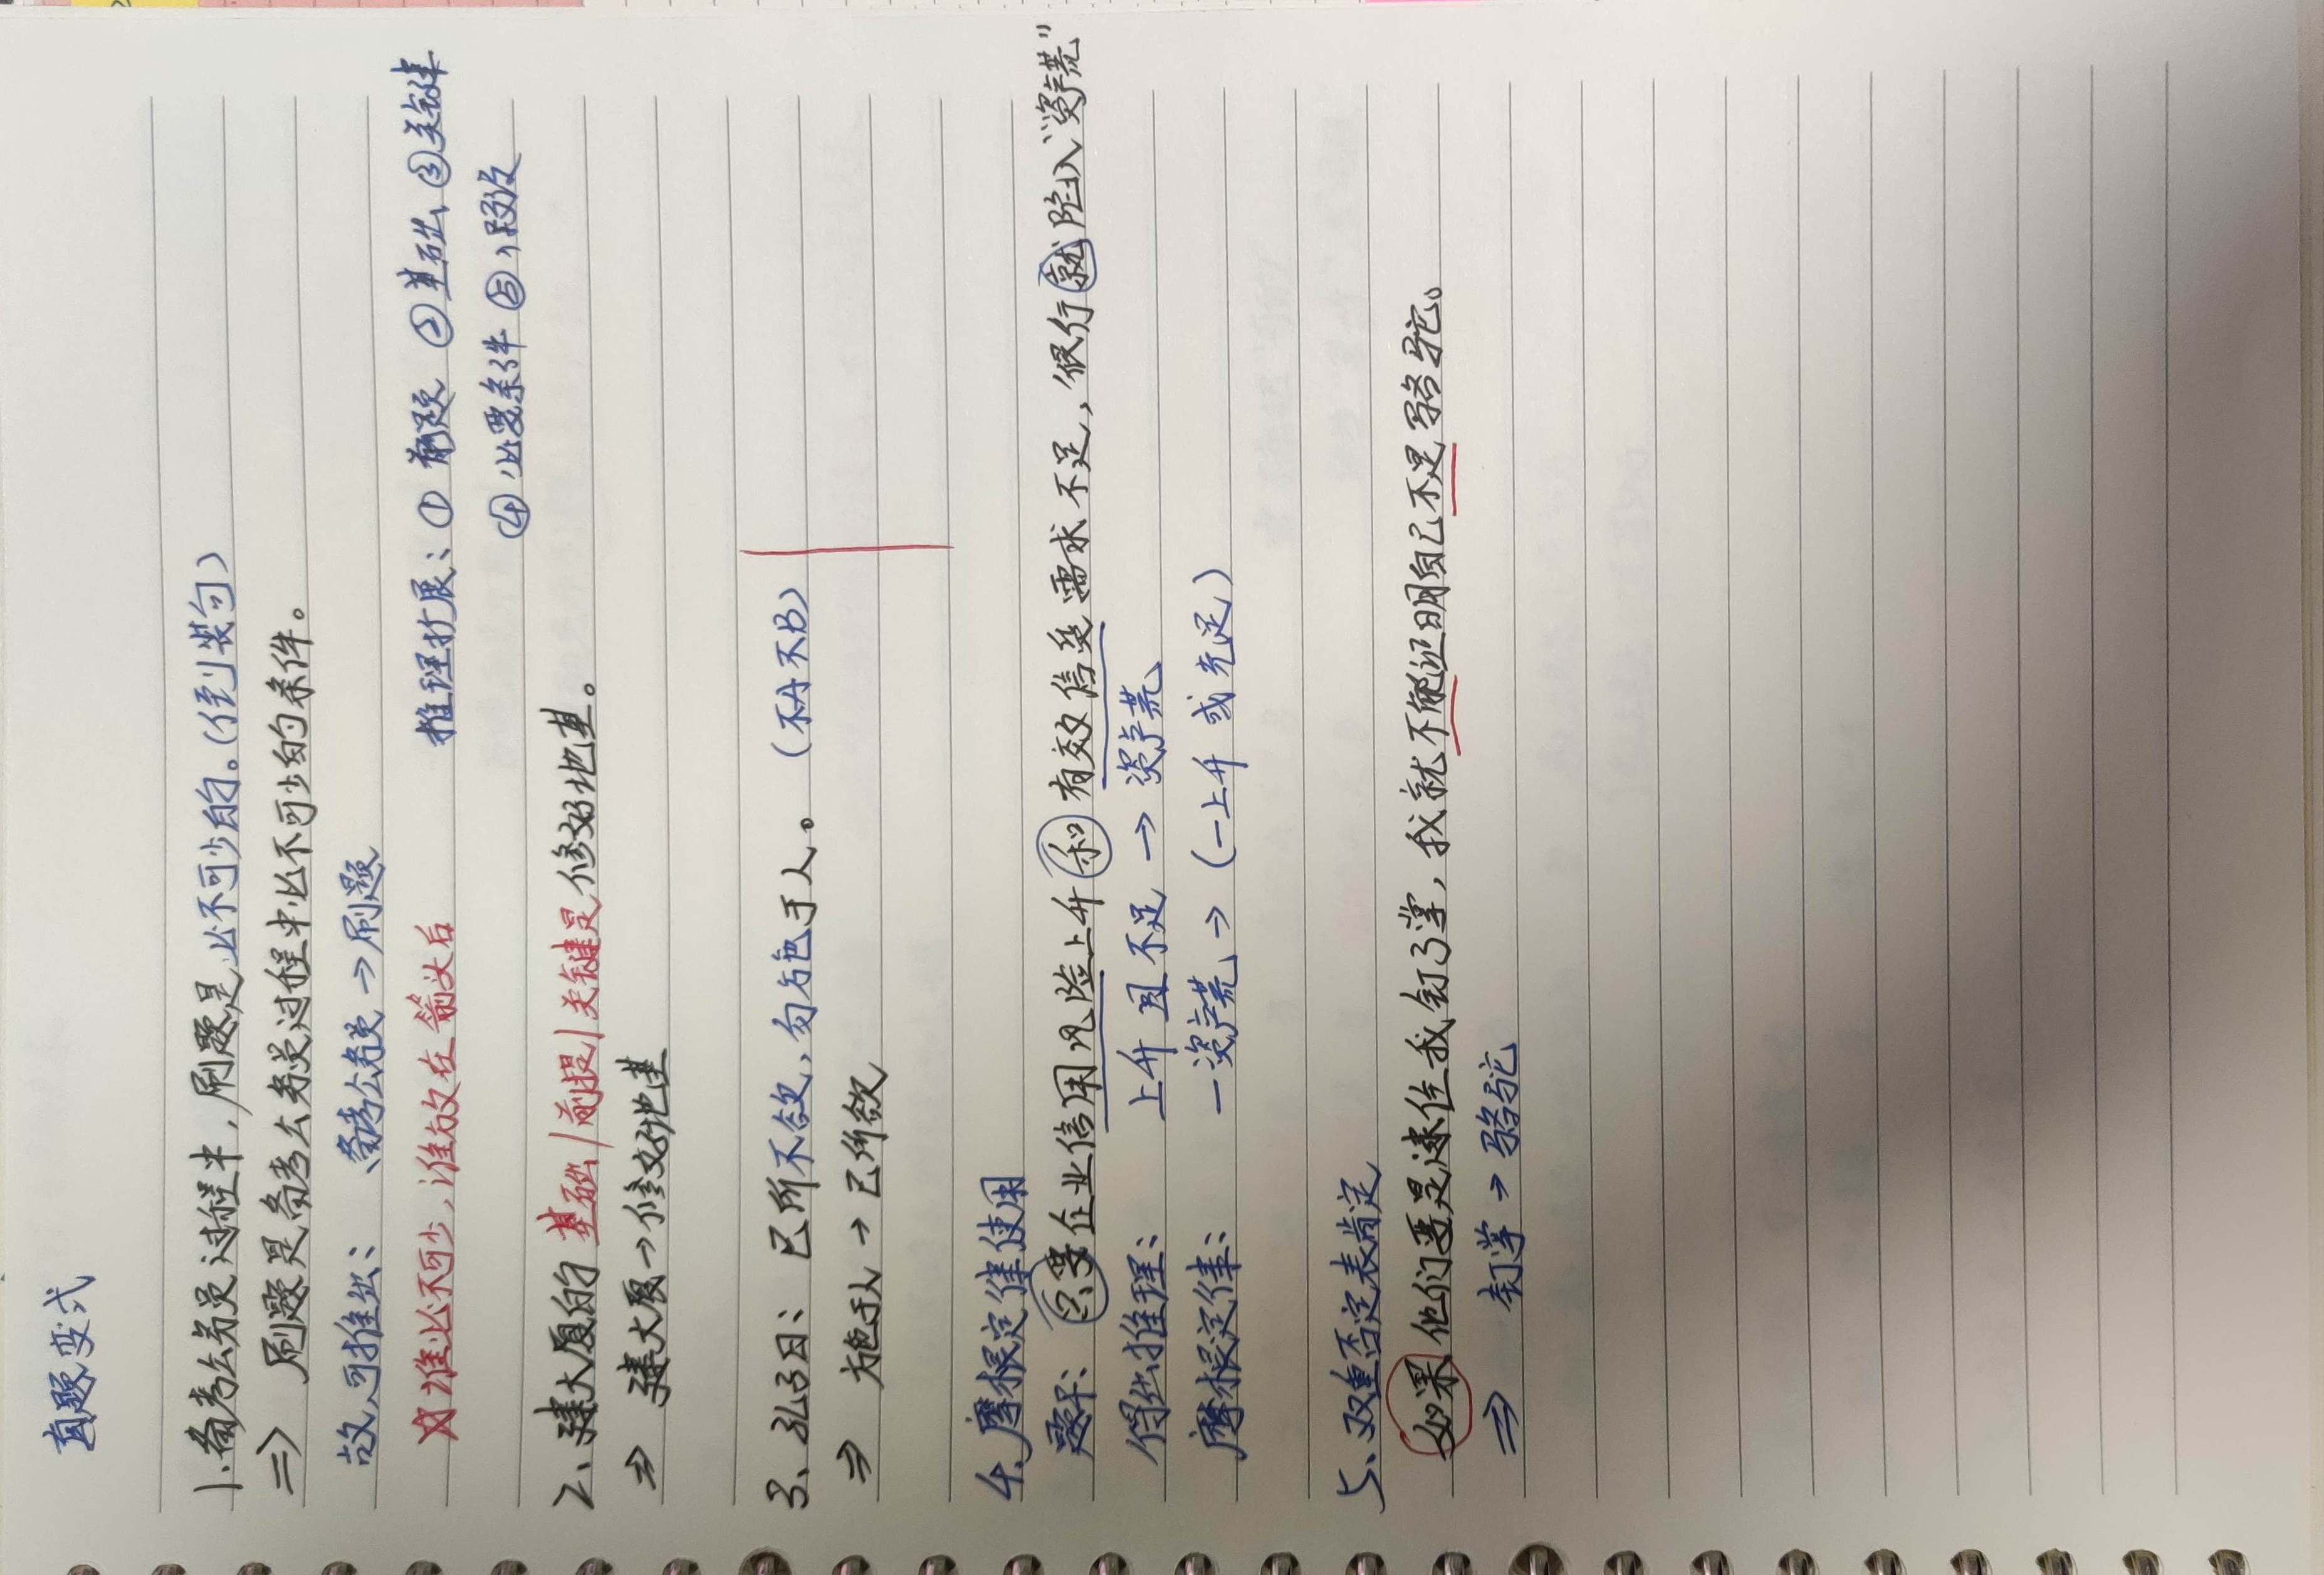 真题变式
1、备考公务员过程中，刷题是必不可少的。（倒装句）
⇒ 刷题是备考公务员过程中必不可少的条件。
故、可推出： 备考公务员 → 刷题
☆谁必不可少，谁放在箭头后 推理扩展：① 前题 ②基础 ③关键
④必要条件 ⑤假设
2、建大厦的 基础/前提/关键是修好地基。
⇒ 建大厦→修好地基
3、孔子曰： 己所不欲，勿施于人。（不A不B）
⇒ 施于人 → 己所欲
4、摩根定律使用
题干： 只要企业信用风险上升和有效信贷需求不足，银行就陷入“资产荒”
得出推理： 上升 且 不足 → 资产荒
摩根定律： —资产荒 → （—上升 或 充足）
5、双重否定表肯定
如果他们要是逮住我钉了掌，我就不能证明自己不是骆驼。
⇒ 钉掌 → 骆驼